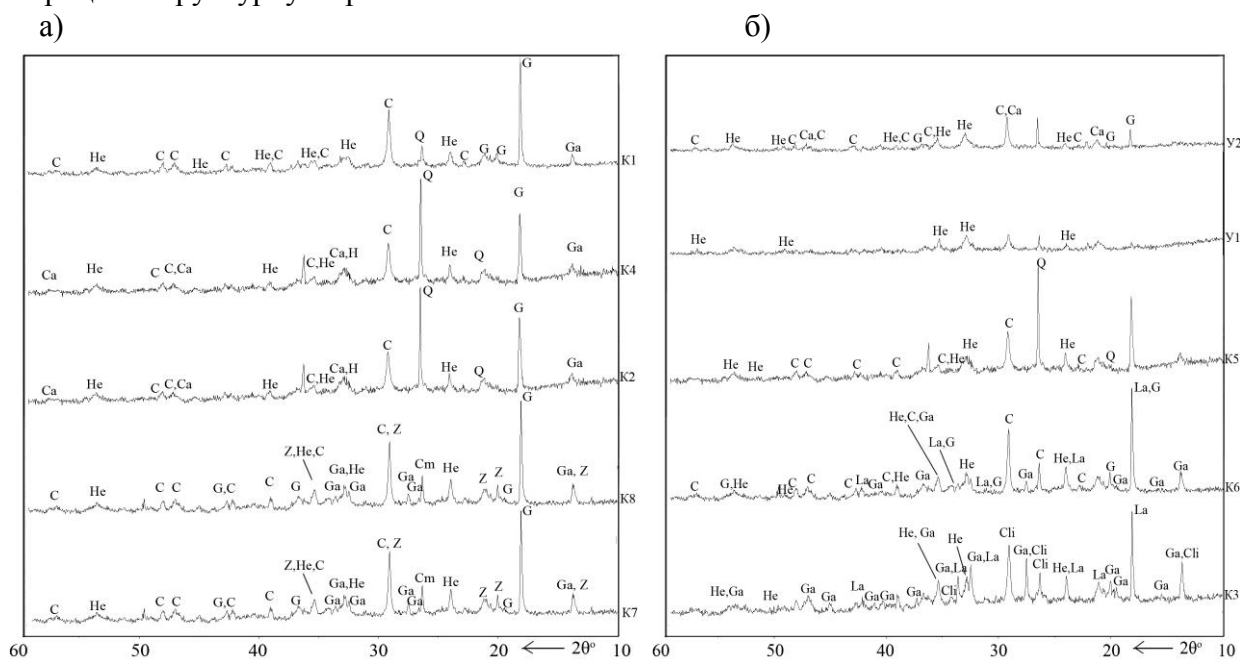 а) б)
G
C
Q
He
He
G
G
Ga
C
He
C
C
He
C
He,C
He,C
C
K1
Q
G
C
Ca,H
He
Q
Ga
Ca
He
C
C,Ca
He
C,He
K4
Q
G
C
Ca,H
He
Q
Ga
Ca
He
C
C,Ca
He
C,He
K2
G
C, Z
Z,He,C
Ga,He
Cm
He
Ga
Ga
Ga
Ga
Z
Z
G
Ga, Z
C
He
C
C
G,C
C
G
K8
G
C, Z
Z,He,C
Ga,He
Cm
He
Ga
Ga
Ga
Ga
Z
Z
G
Ga, Z
C
He
C
C
G,C
C
G
K7
60 50 40 30 20 10
2θº
C,Ca
G
C
He
He
C
Ca,C
C
He,C
G
C,He
He
He
C
Ca
G
У2
He
He
He
He
He
У1
Q
C
He
He
He
He
C
C
C
C
C,He
C
Q
K5
La,G
C
He,C,Ga
La,G
He
C
He,La
C
G
He
C
G,He
C
La
Ga
C,He
Ga
La,G
Ga
C
G
Ga
Ga
Ga
K6
La
Cli
He, Ga
He
Ga,La
Ga,La
Ga,Cli
Cli
He,La
La
Ga
Ga
Ga
Ga,Cli
He,Ga
He
Ga
Ga
La
Ga
Ga
Ga
Cli
K3
60 50 40 30 20 10
2θº